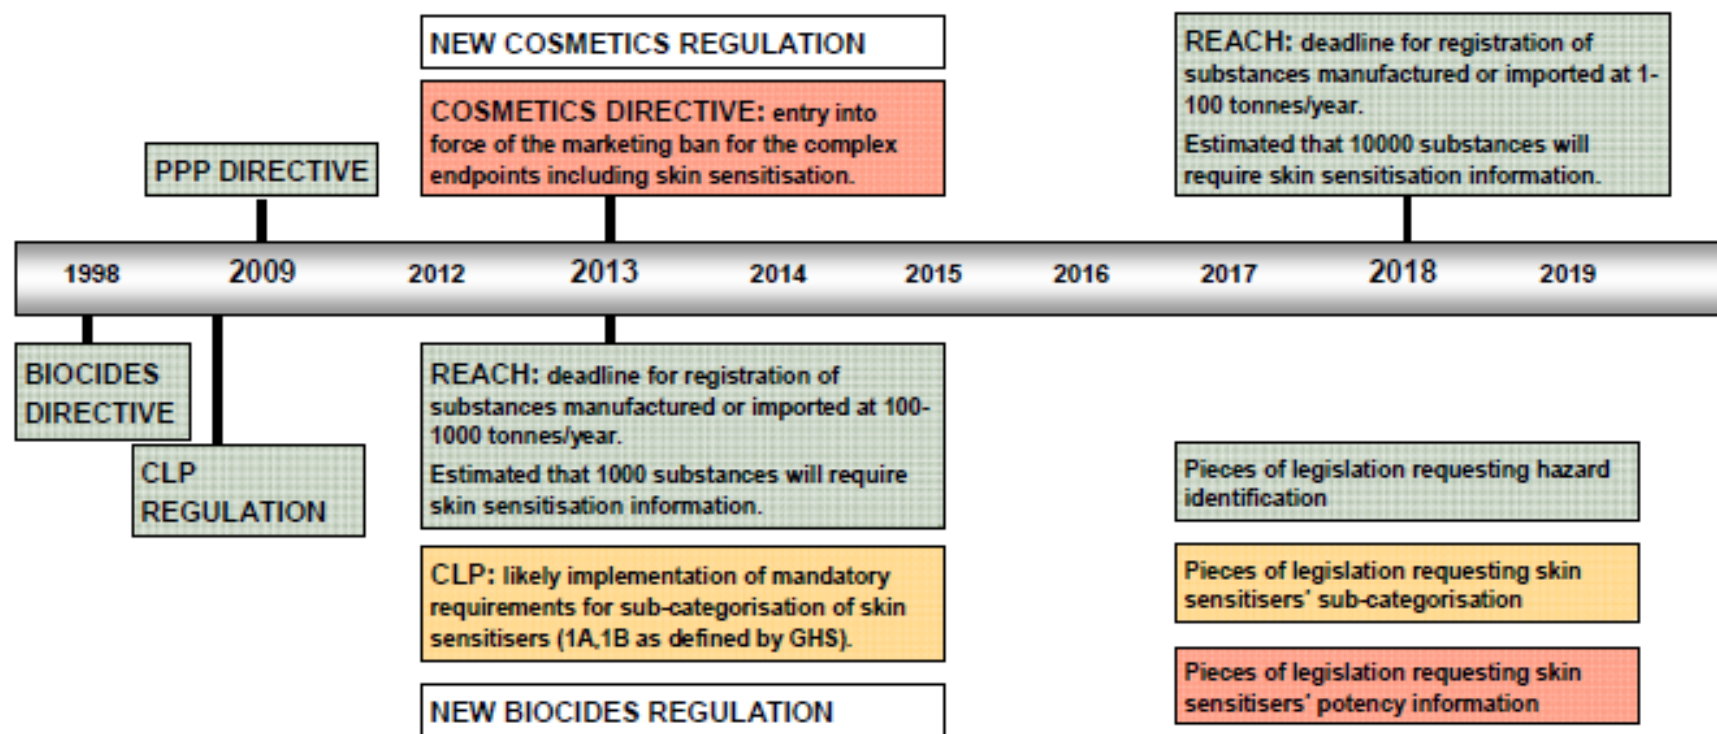 NEW COSMETICS REGULATION
COSMETICS DIRECTIVE: entry into
force of the marketing ban for the complex
endpoints including skin sensitisation.
REACH: deadline for registration of
substances manufactured or imported at 1-
100 tonnes/year.
Estimated that 10000 substances will
require skin sensitisation information.
PPP DIRECTIVE
1998 2009 2012 2013 2014 2015 2016 2017 2018 2019
BIOCIDES
DIRECTIVE
CLP
REGULATION
REACH: deadline for registration of
substances manufactured or imported at 100-
1000 tonnes/year.
Estimated that 1000 substances will require
skin sensitisation information.
CLP: likely implementation of mandatory
requirements for sub-categorisation of skin
sensitisers (1A,1B as defined by GHS).
NEW BIOCIDES REGULATION
Pieces of legislation requesting hazard
identification
Pieces of legislation requesting skin
sensitisers' sub-categorisation
Pieces of legislation requesting skin
sensitisers' potency information